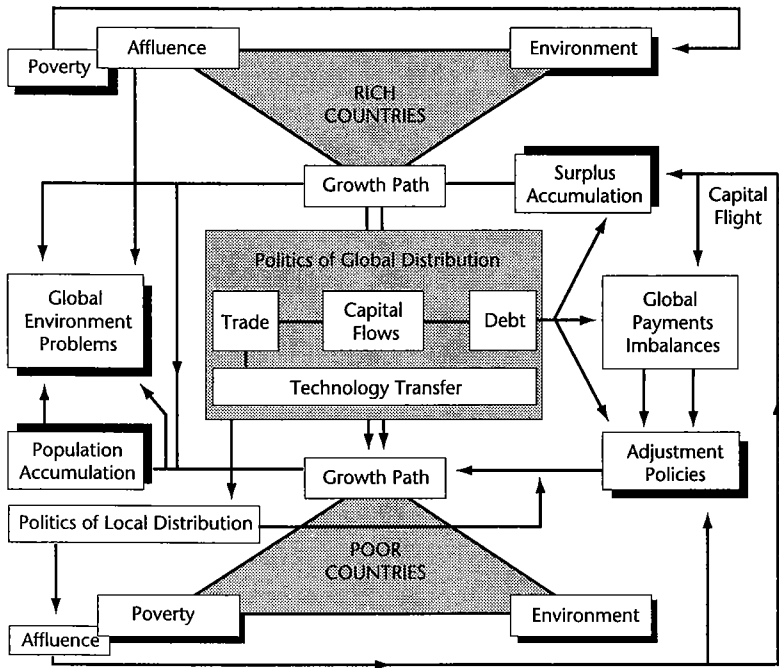 Affluence
Environment
Poverty
RICH
COUNTRIES
Growth Path
Surplus
Accumulation
Capital
Flight
Politics of Global Distribution
Global
Environment
Problems
Trade
Capital
Flows
Debt
Global
Payments
Imbalances
Technology Transfer
Population
Accumulation
Growth Path
Adjustment
Policies
Politics of Local Distribution
POOR
COUNTRIES
Poverty
Environment
Affluence